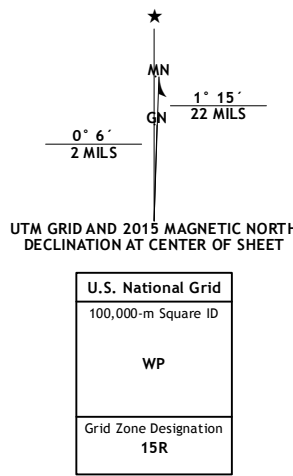 MN
1° 15´
22 MILS
GN
0° 6´
2 MILS
UTM GRID AND 2015 MAGNETIC NORTH
DECLINATION AT CENTER OF SHEET
U.S. National Grid
100,000-m Square ID
WP
Grid Zone Designation
15R